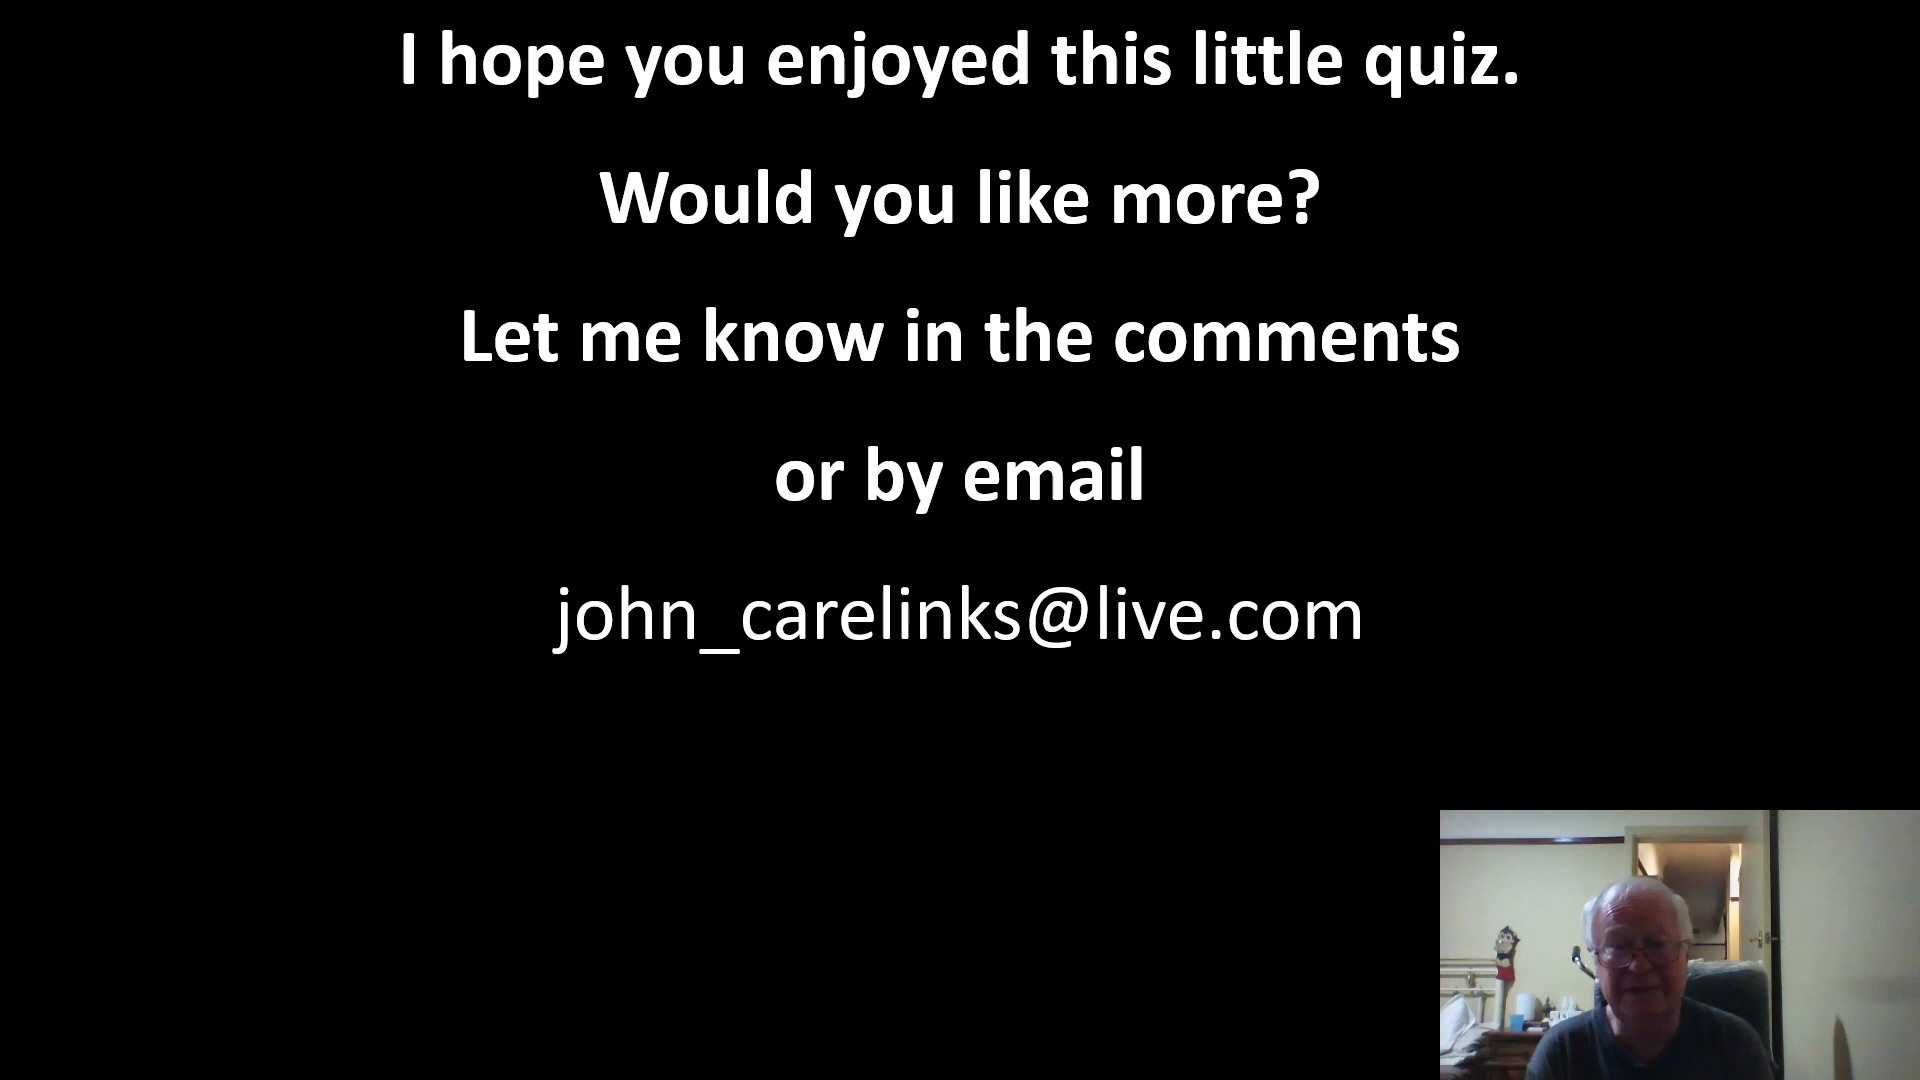 I hope you enjoyed this little quiz.
Would you like more?
Let me know in the comments
or by email
john_carelinks@live.com